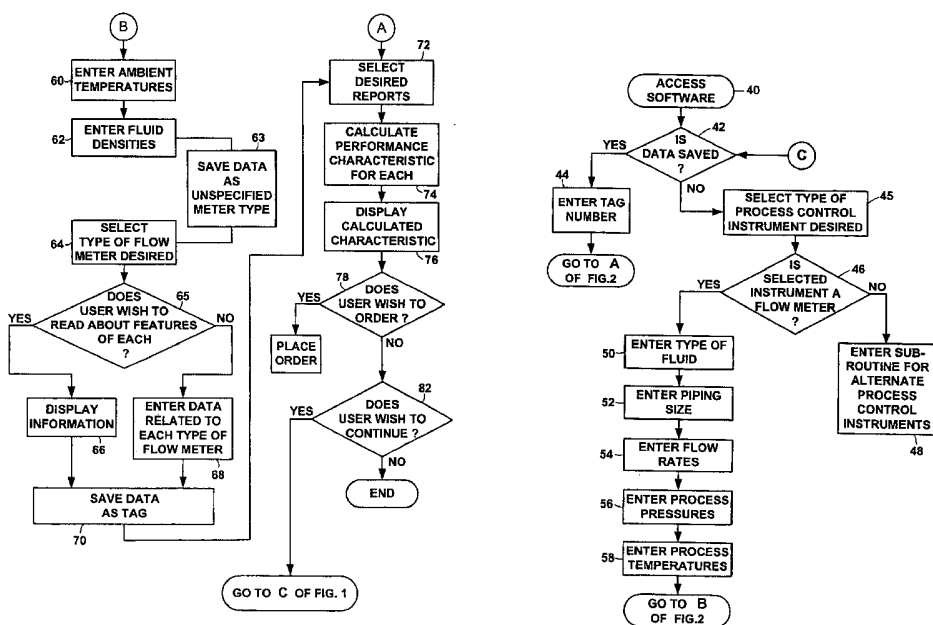 B
60
ENTER AMBIENT
TEMPERATURES
62
ENTER FLUID
DENSITIES
63
SAVE DATA
AS
UNSPECIFIED
METER TYPE
64
SELECT
TYPE OF FLOW
METER DESIRED
65
DOES
USER WISH TO
READ ABOUT FEATURES
OF EACH
?
YES
NO
DISPLAY
INFORMATION
66
ENTER DATA
RELATED TO
EACH TYPE OF
FLOW METER
68
SAVE DATA
AS TAG
70
A
72
SELECT
DESIRED
REPORTS
CALCULATE
PERFORMANCE
CHARACTERISTIC
FOR EACH
74
DISPLAY
CALCULATED
CHARACTERISTIC
76
78
DOES
USER WISH TO
ORDER ?
YES
NO
PLACE
ORDER
82
DOES
USER WISH TO
CONTINUE ?
YES
NO
END
GO TO C OF FIG. 1
ACCESS
SOFTWARE
40
42
IS
DATA SAVED
?
YES
NO
C
44
ENTER TAG
NUMBER
GO TO A
OF FIG.2
45
SELECT TYPE OF
PROCESS CONTROL
INSTRUMENT DESIRED
46
IS
SELECTED
INSTRUMENT A
FLOW METER
?
YES
NO
50
ENTER TYPE OF
FLUID
52
ENTER PIPING
SIZE
54
ENTER FLOW
RATES
56
ENTER PROCESS
PRESSURES
58
ENTER PROCESS
TEMPERATURES
GO TO B
OF FIG.2
ENTER SUB-
ROUTINE FOR
ALTERNATE
PROCESS
CONTROL
INSTRUMENTS
48